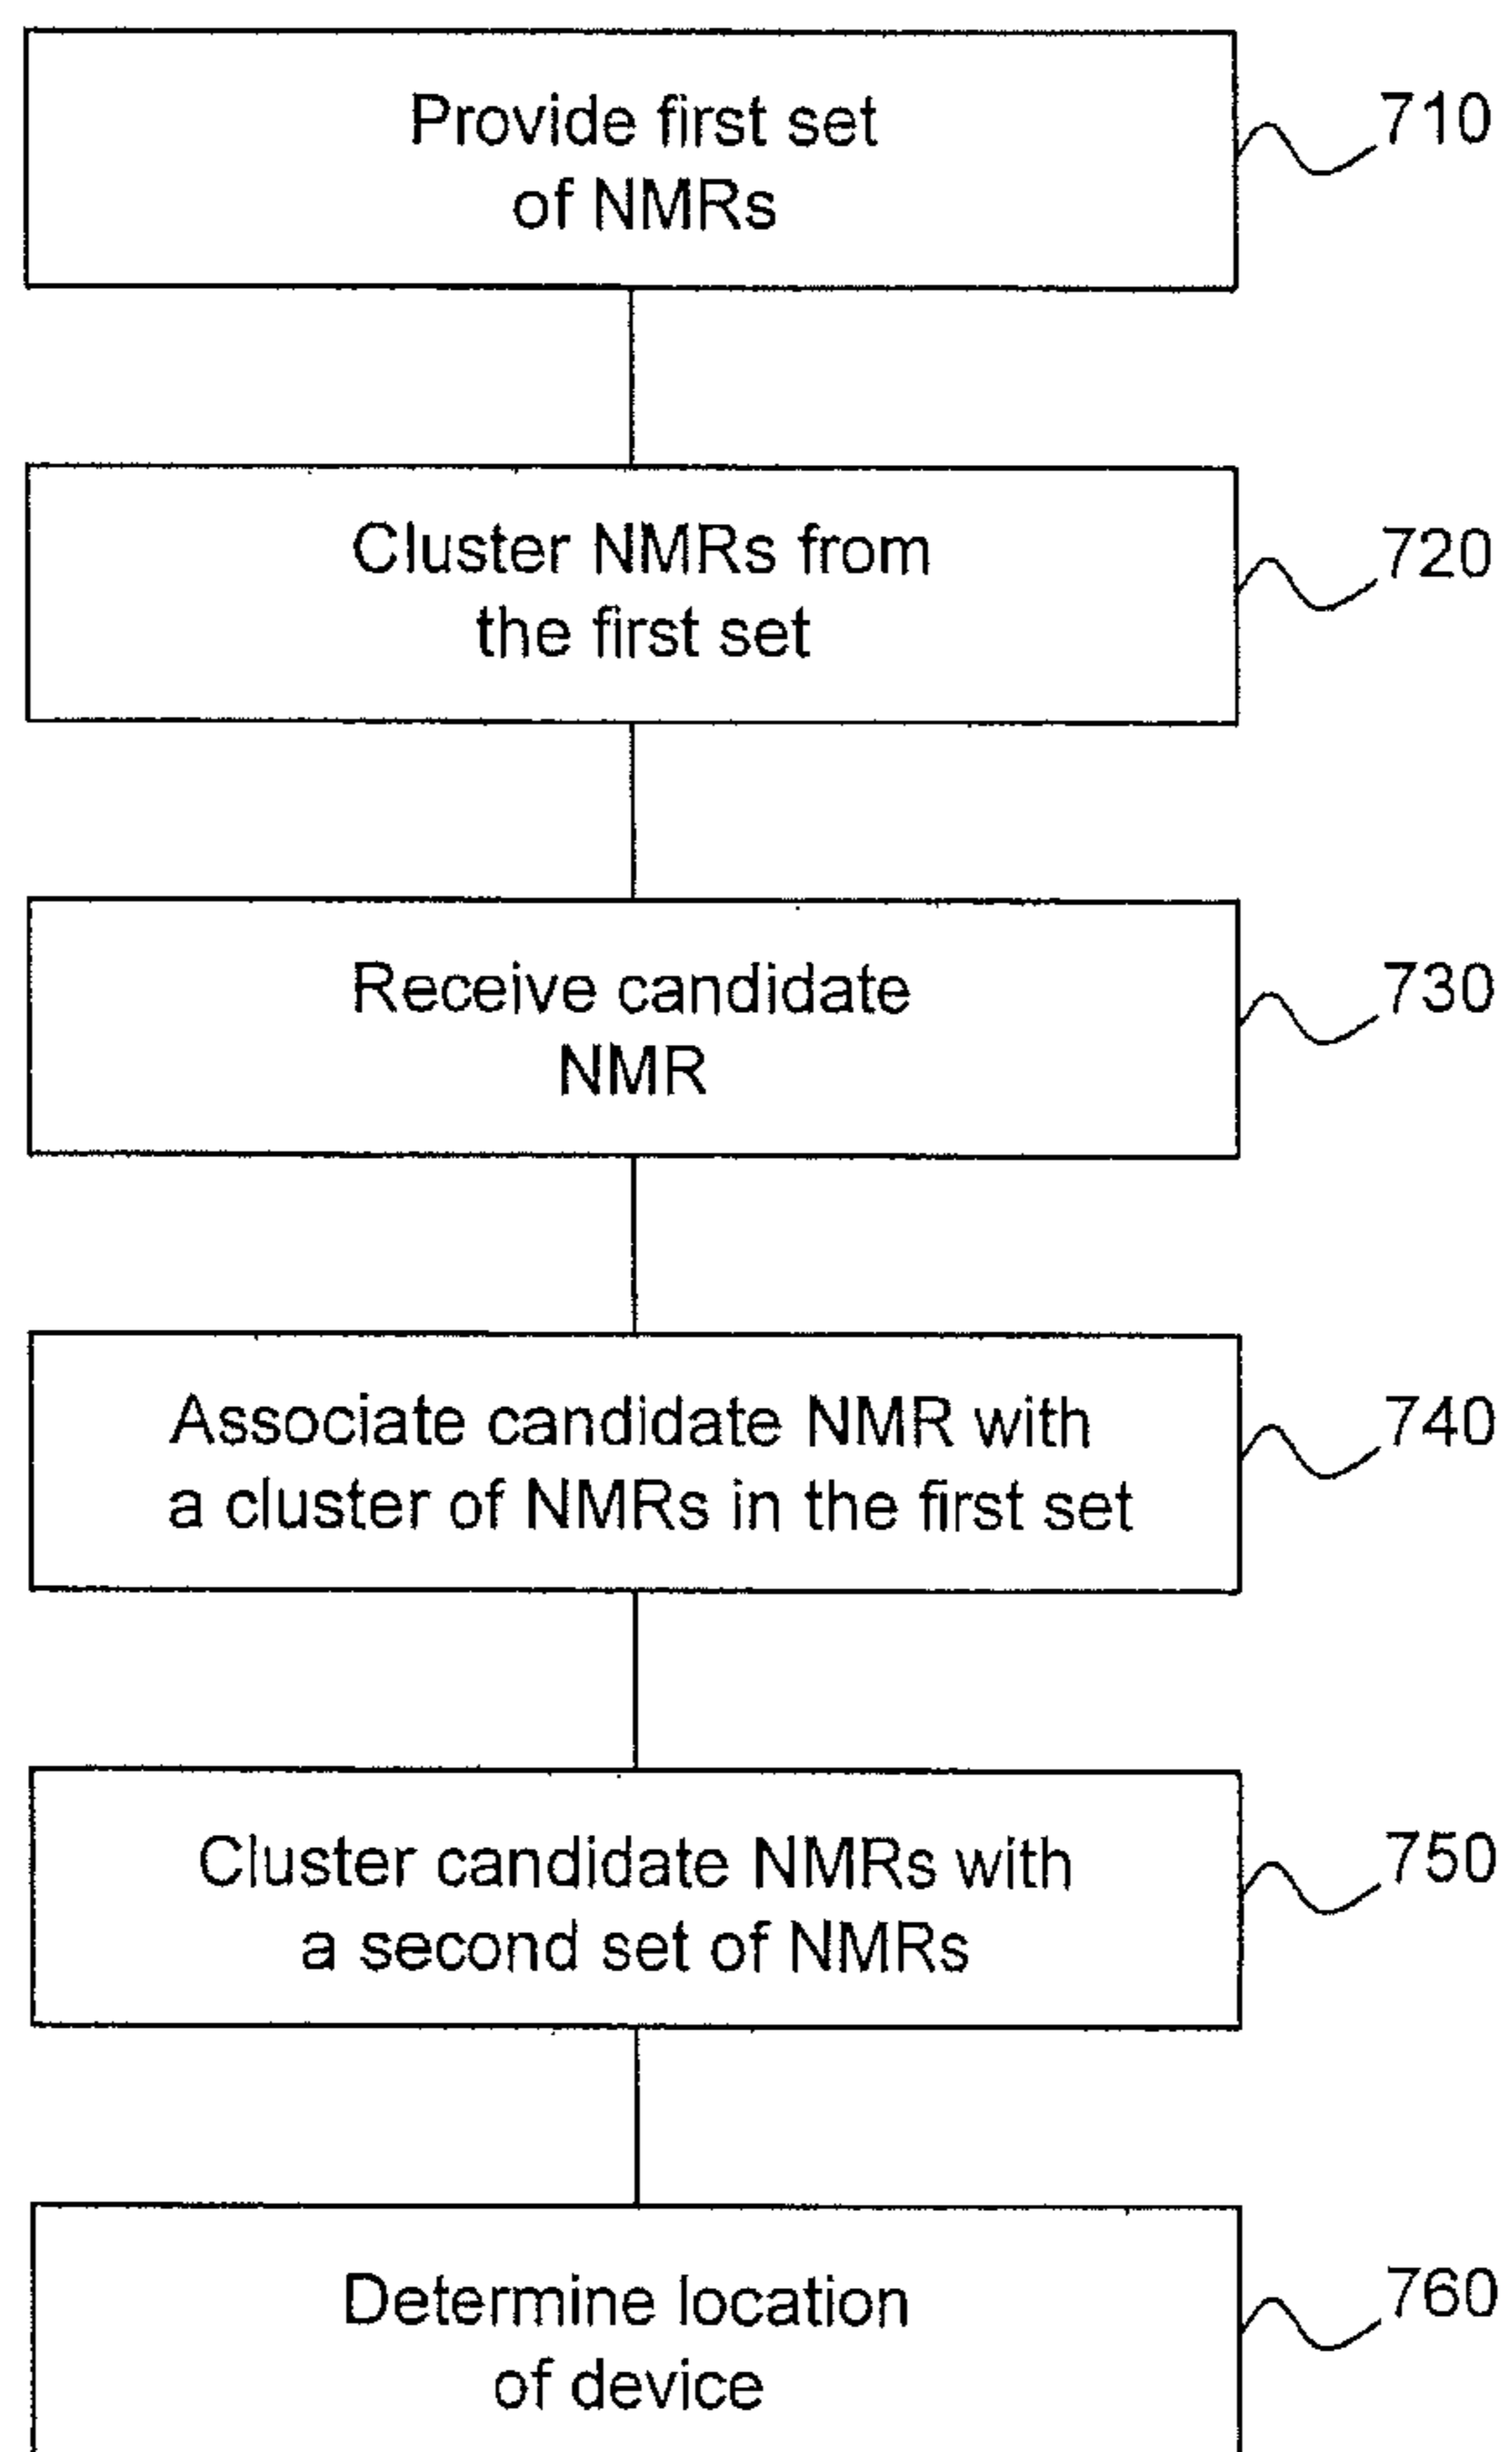 Provide first set
of NMRs
710
Cluster NMRs from
the first set
720
Receive candidate
NMR
730
Associate candidate NMR with
a cluster of NMRs in the first set
740
Cluster candidate NMRs with
a second set of NMRs
750
Determine location
of device
760